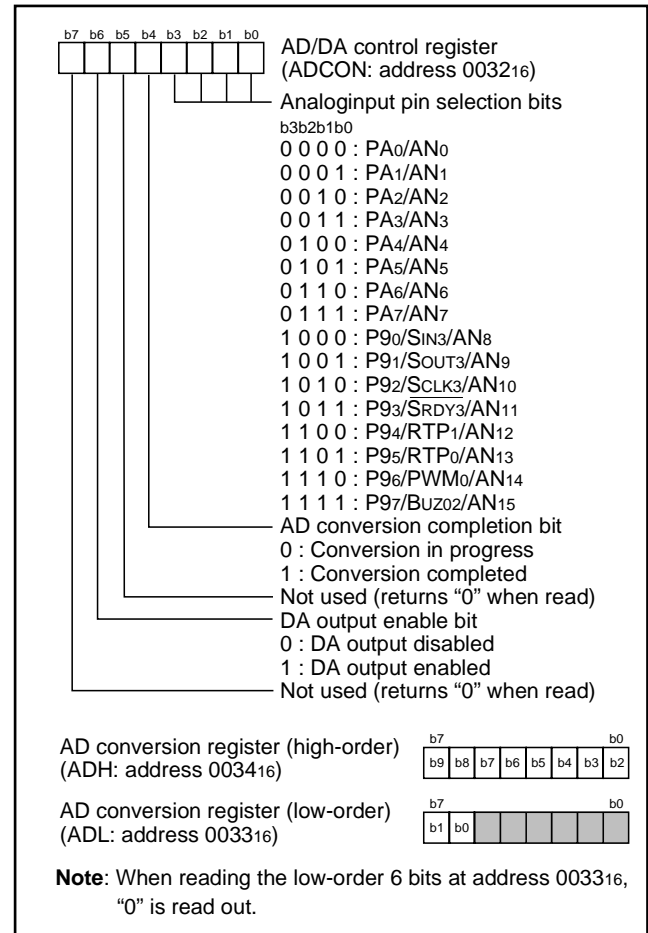 b7 b6 b5 b4 b3 b2 b1 b0
AD/DA control register
(ADCON: address 003216)
Analoginput pin selection bits
b3b2b1b0
0 0 0 0 : PA0/AN0
0 0 0 1 : PA1/AN1
0 0 1 0 : PA2/AN2
0 0 1 1 : PA3/AN3
0 1 0 0 : PA4/AN4
0 1 0 1 : PA5/AN5
0 1 1 0 : PA6/AN6
0 1 1 1 : PA7/AN7
1 0 0 0 : P90/SIN3/AN8
1 0 0 1 : P91/SOUT3/AN9
1 0 1 0 : P92/SCLK3/AN10
1 0 1 1 : P93/SRDY3/AN11
1 1 0 0 : P94/RTP1/AN12
1 1 0 1 : P95/RTP0/AN13
1 1 1 0 : P96/PWM0/AN14
1 1 1 1 : P97/BUZ02/AN15
AD conversion completion bit
0 : Conversion in progress
1 : Conversion completed
Not used (returns “0” when read)
DA output enable bit
0 : DA output disabled
1 : DA output enabled
Not used (returns “0” when read)
AD conversion register (high-order)
(ADH: address 003416)
b7 b0
b9 b8 b7 b6 b5 b4 b3 b2
AD conversion register (low-order)
(ADL: address 003316)
b7 b0
b1 b0
Note: When reading the low-order 6 bits at address 003316,
“0” is read out.